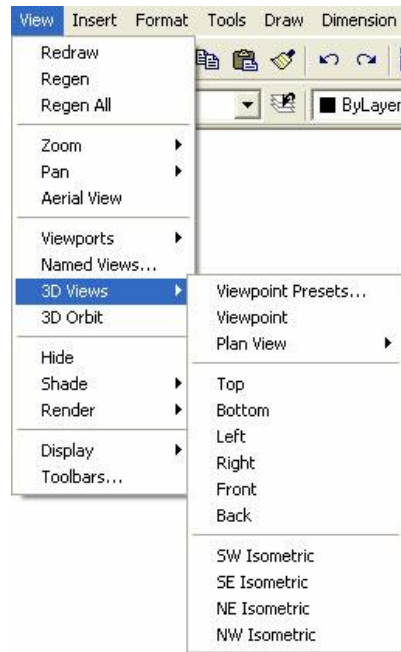 View Insert Format Tools Draw Dimension
Redraw
Regen
Regen All
ByLayer
Zoom
Pan
Aerial View
Viewports
Named Views...
3D Views
3D Orbit
Hide
Shade
Render
Display
Toolbars...
Viewpoint Presets...
Viewpoint
Plan View
Top
Bottom
Left
Right
Front
Back
SW Isometric
SE Isometric
NE Isometric
NW Isometric